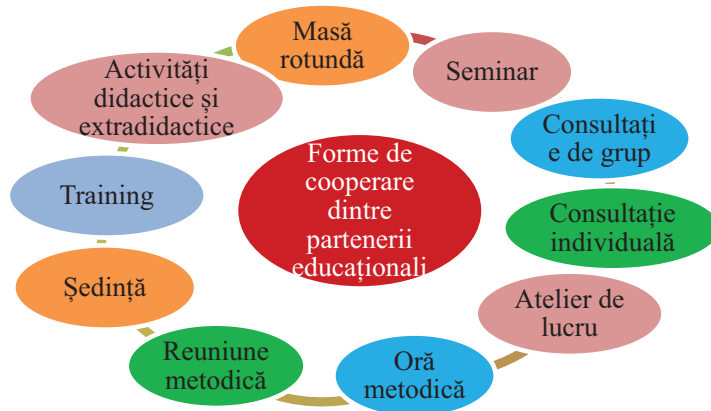 Masă
rotundă
Seminar
Consultați
e de grup
Consultație
individuală
Atelier de
lucru
Oră
metodică
Reuniune
metodică
Ședință
Training
Activități
didactice și
extradidactice
Forme de
cooperare
dintre
partenerii
educaționali